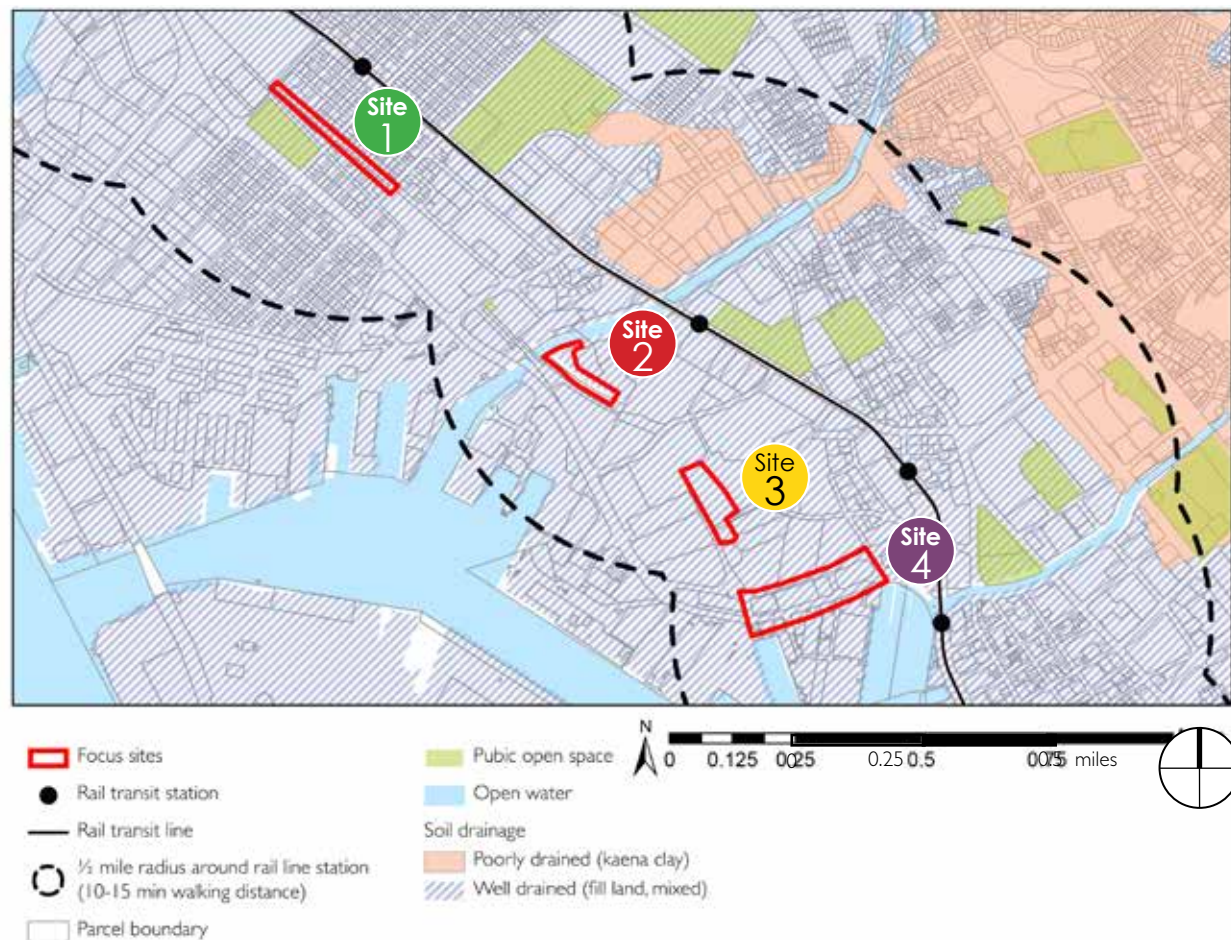 Site
1
Site
2
Site
3
Site
4
Focus sites
Rail transit station
Rail transit line
½ mile radius around rail line station
(10-15 min walking distance)
Parcel boundary
Pubic open space
Open water
Soil drainage
Poorly drained (kaena clay)
Well drained (fill land, mixed)
N
0 0.125 0.25 0.25 0.5 miles